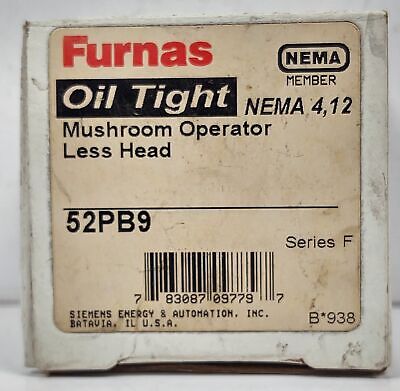 Furnas
NEMA
MEMBER
Oil Tight NEMA 4,12
Mushroom Operator
Less Head
52PB9
Series F
7 83087 09779 7
SIEMENS ENERGY & AUTOMATION, INC.
BATAVIA, IL U.S.A.
B*938